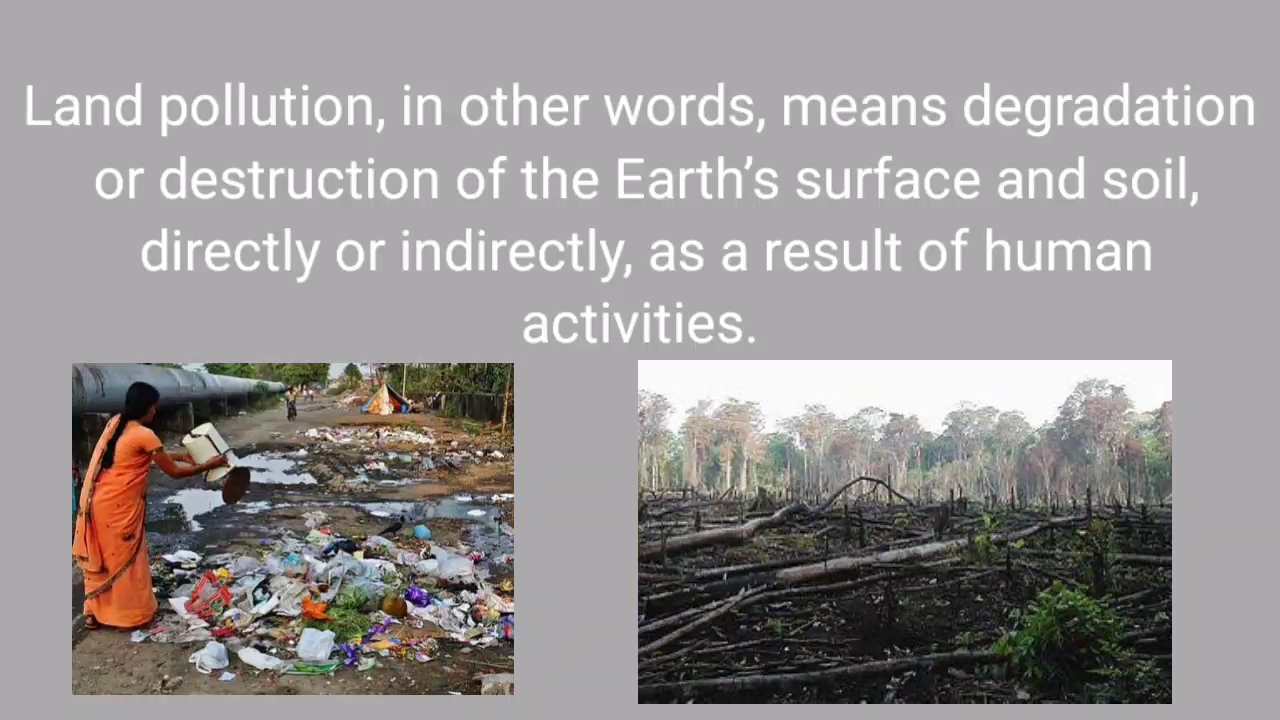 Land pollution, in other words, means degradation
or destruction of the Earth’s surface and soil,
directly or indirectly, as a result of human
activities.